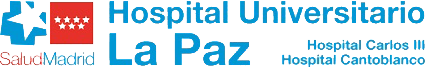 Hospital Universitario
La Paz
Hospital Carlos III
Hospital Cantoblanco
SaludMadrid